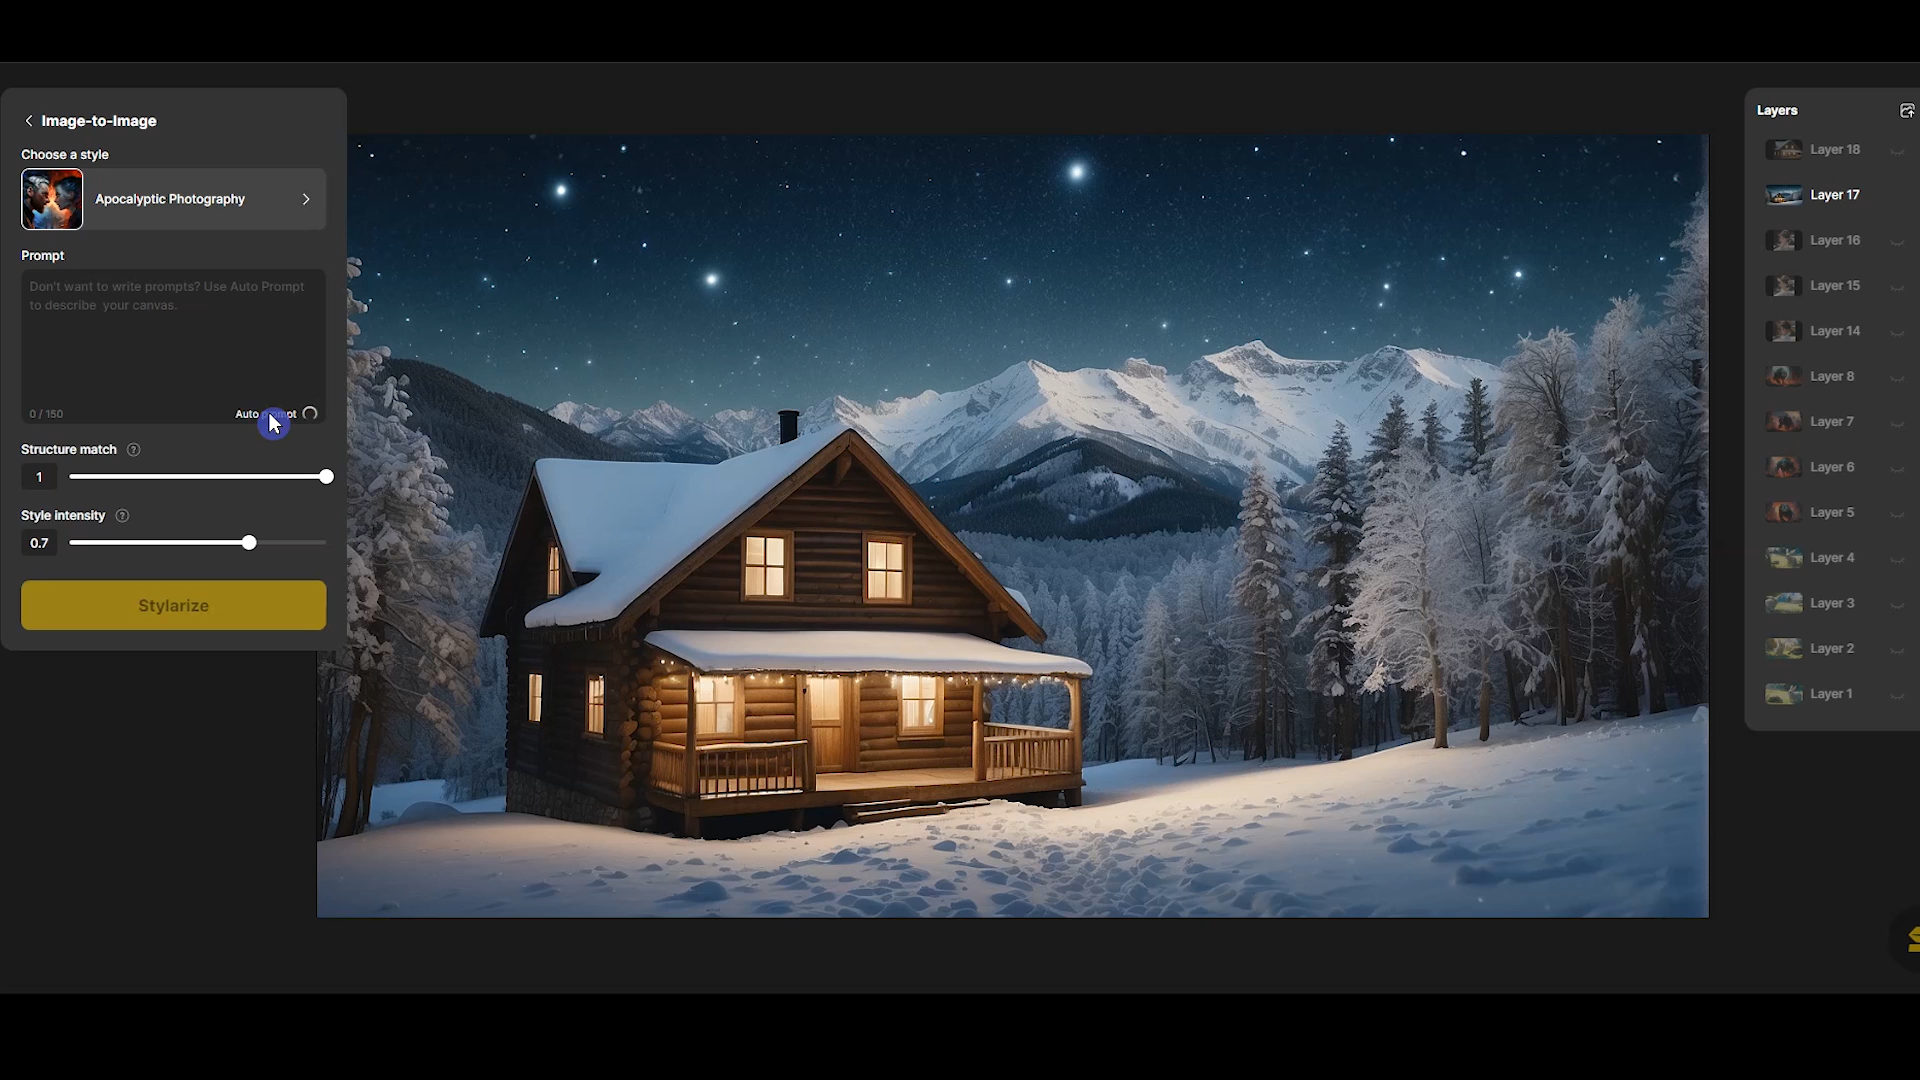 Image-to-Image
Choose a style
Apocalyptic Photography
Prompt
Don't want to write prompts? Use Auto Prompt
to describe your canvas.
0 / 150
Auto
Structure match
1
Style intensity
0.7
Stylarize
Layers
Layer 18
Layer 17
Layer 16
Layer 15
Layer 14
Layer 8
Layer 7
Layer 6
Layer 5
Layer 4
Layer 3
Layer 2
Layer 1